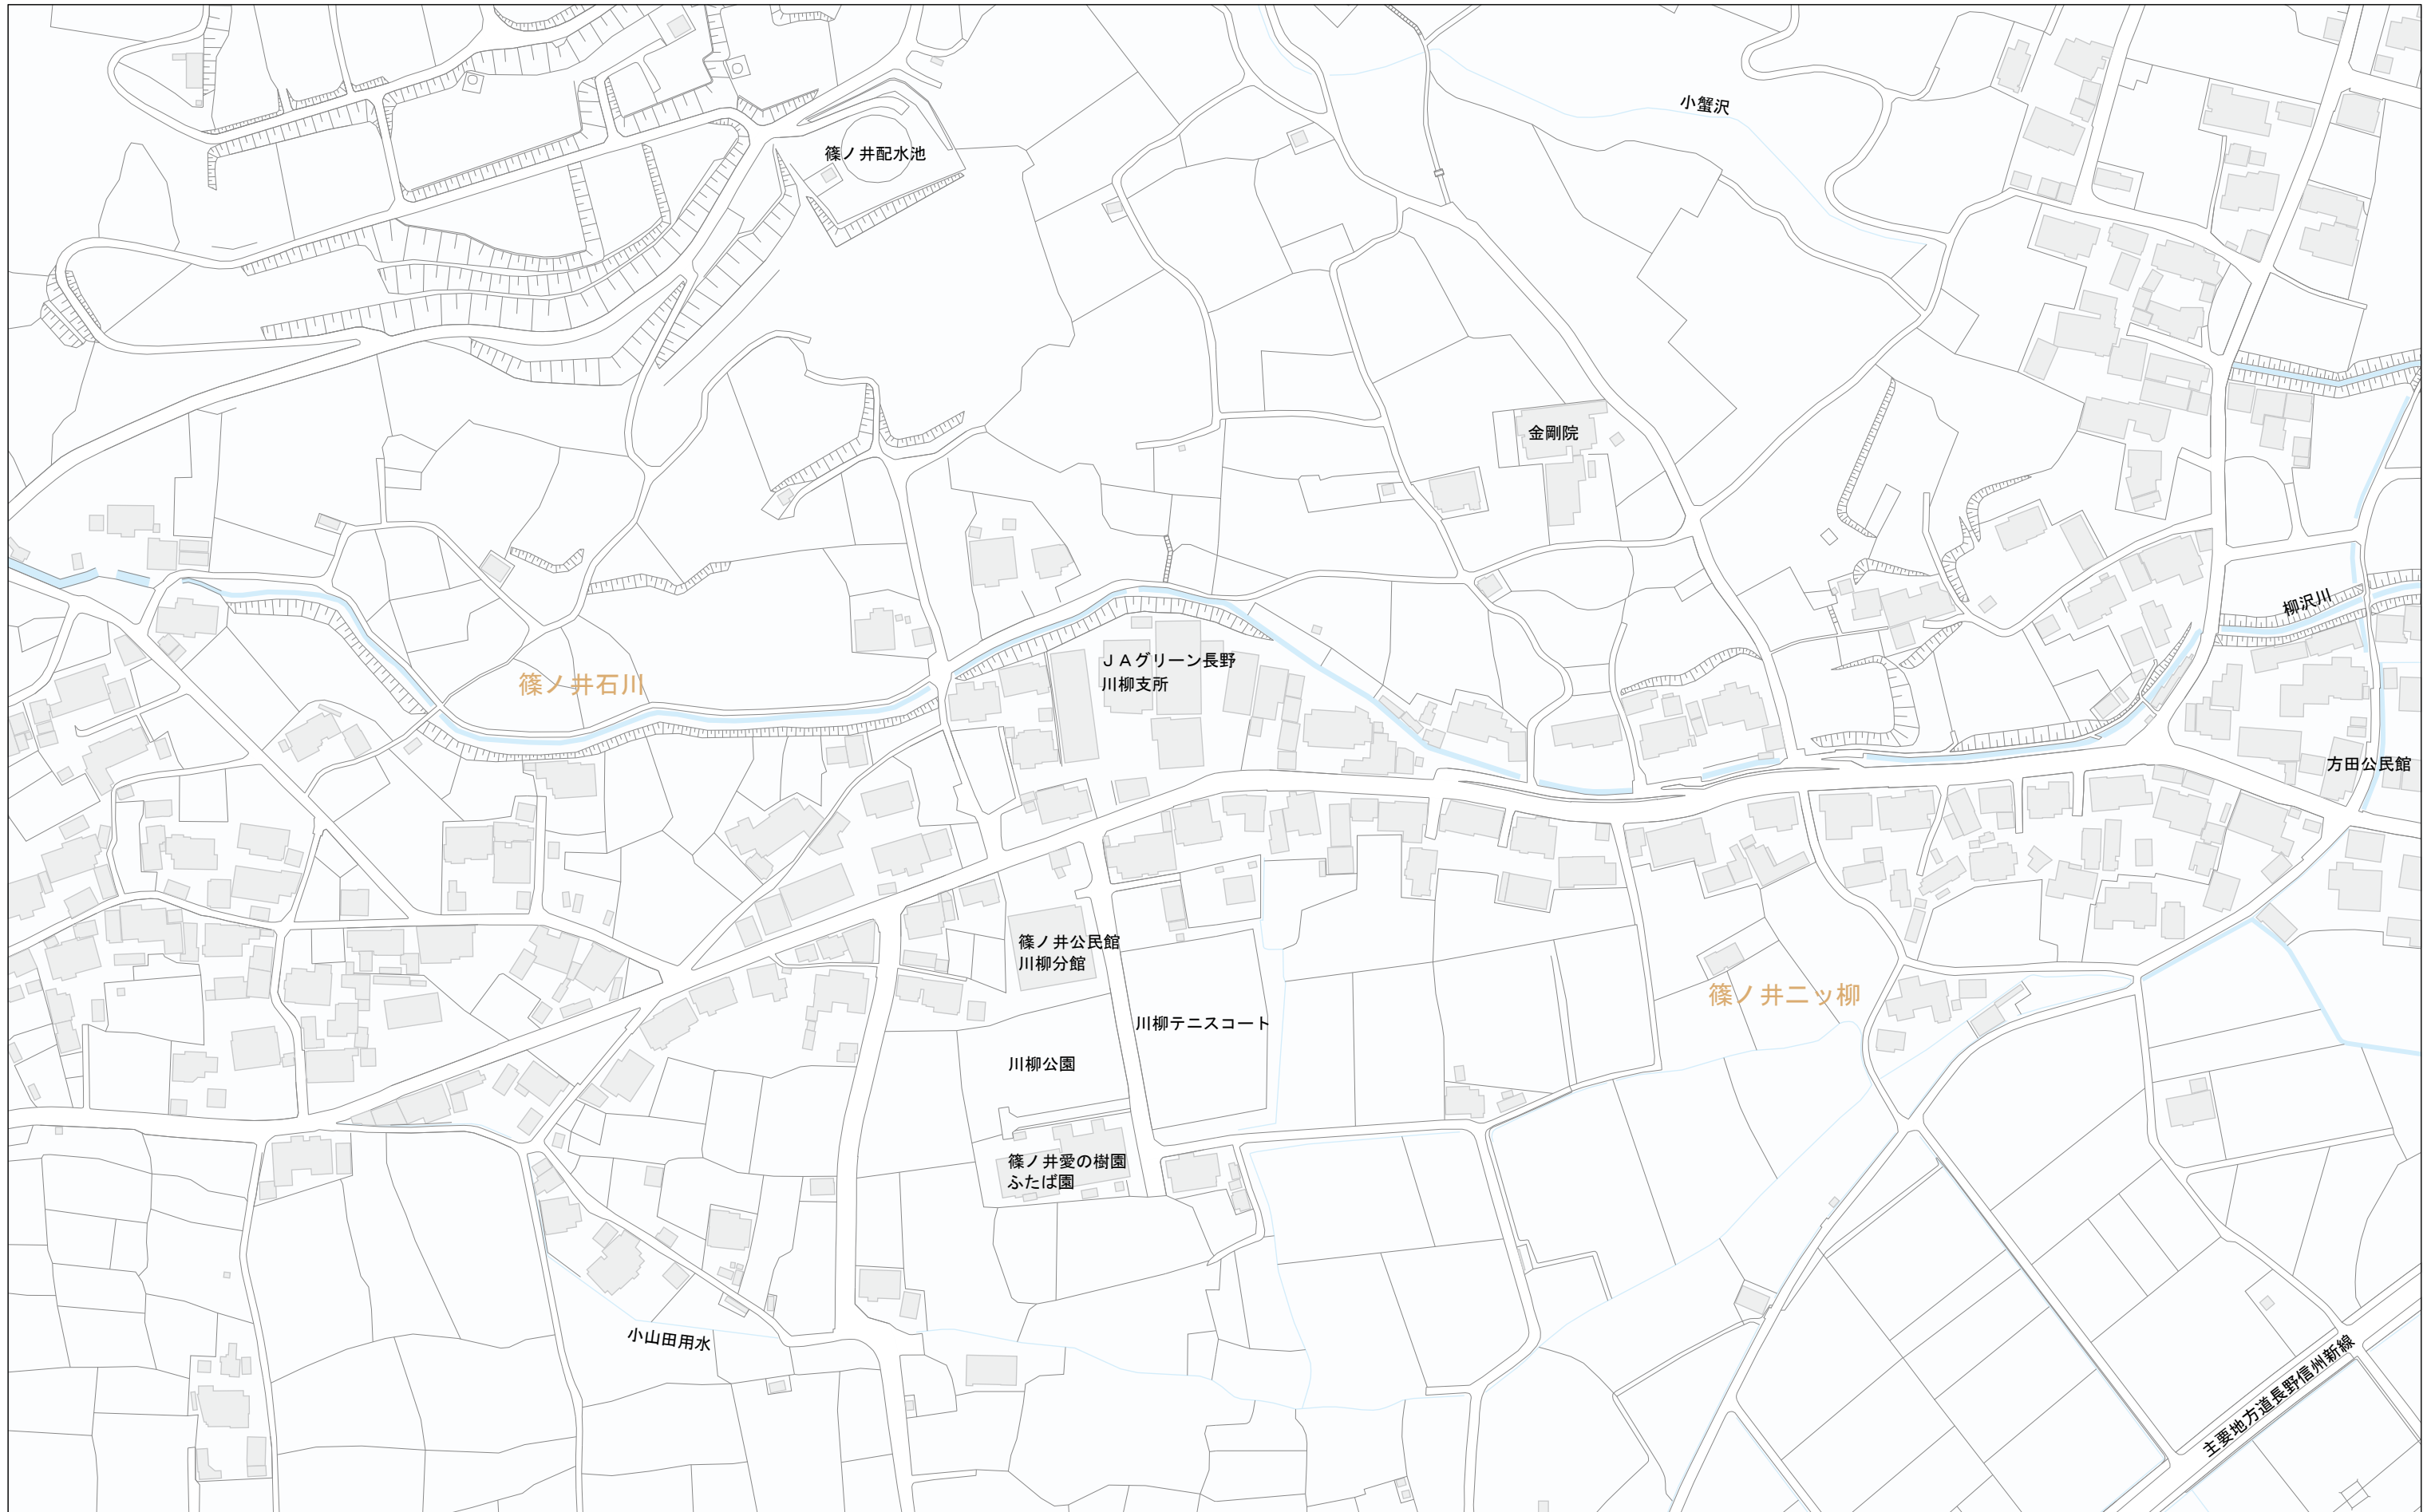 小蟹沢
篠ノ井配水池
金剛院
柳沢川
ＪＡグリーン長野
川柳支所
篠ノ井石川
方田公民館
篠ノ井公民館
川柳分館
篠ノ井二ッ柳
川柳テニスコート
川柳公園
篠ノ井愛の樹園
ふたば園
小山田用水
主要地方道長野信州新線